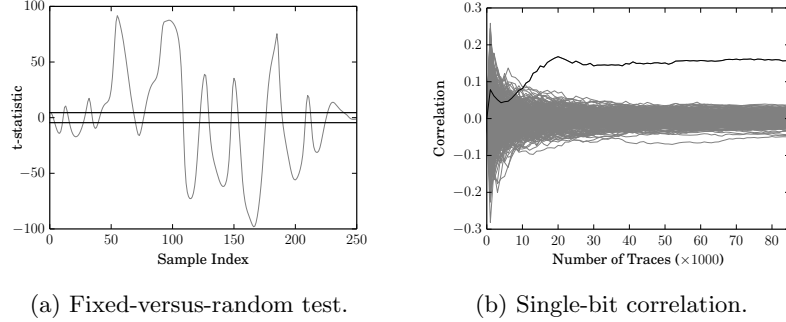 100
50
0
−50
−100
t-statistic
0 50 100 150 200 250
Sample Index
0.3
0.2
0.1
0.0
−0.1
−0.2
−0.3
Correlation
0 10 20 30 40 50 60 70 80
Number of Traces (×1000)
(a) Fixed-versus-random test.
(b) Single-bit correlation.